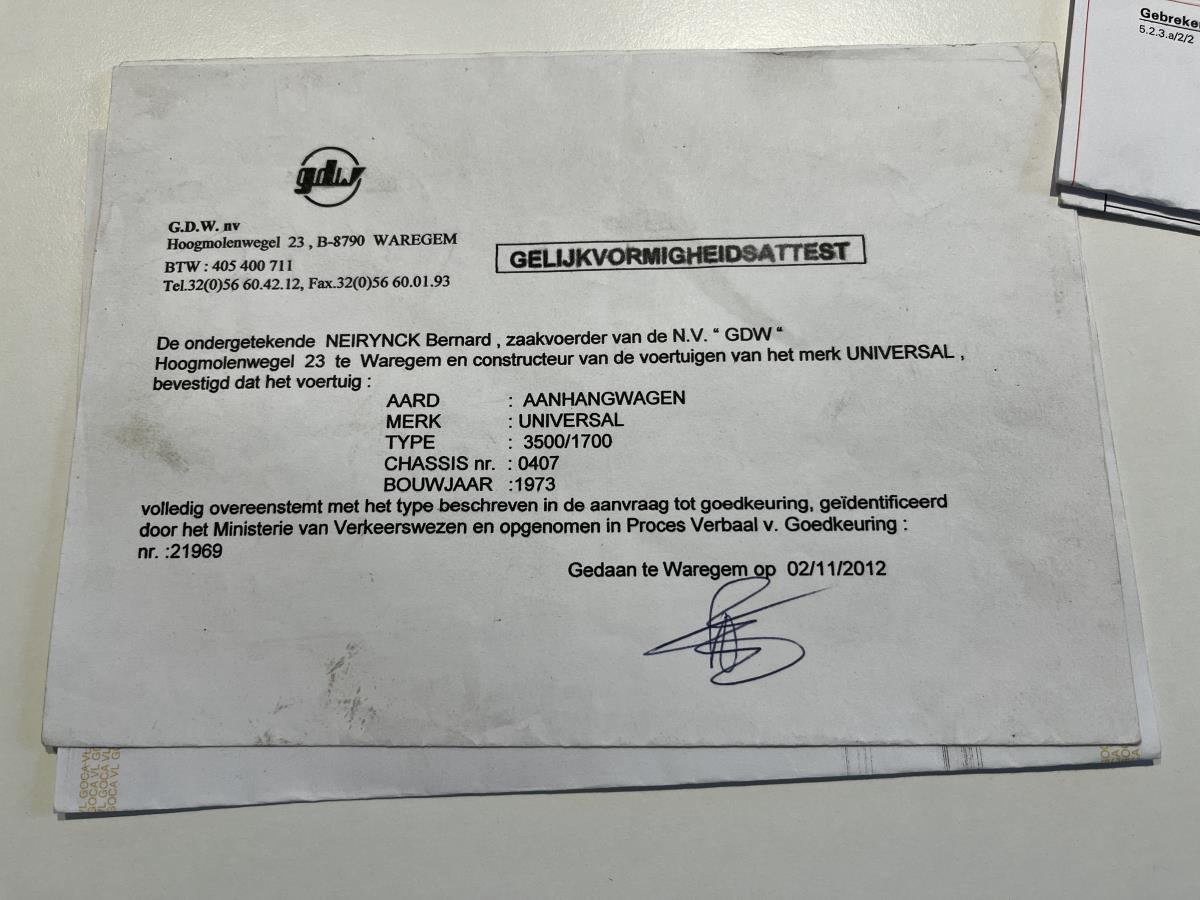 Gebreke
5.2.3.a/2/2
gdw
G.D.W. nv
Hoogmolenwegel 23 , B-8790 WAREGEM
BTW : 405 400 711
Tel.32(0)56 60.42.12, Fax.32(0)56 60.01.93
GELIJKVORMIGHEIDSATTEST
De ondergetekende NEIRYNCK Bernard , zaakvoerder van de N.V. “ GDW “
Hoogmolenwegel 23 te Waregem en constructeur van de voertuigen van het merk UNIVERSAL ,
bevestigd dat het voertuig :
AARD : AANHANGWAGEN
MERK : UNIVERSAL
TYPE : 3500/1700
CHASSIS nr. : 0407
BOUWJAAR :1973
volledig overeenstemt met het type beschreven in de aanvraag tot goedkeuring, geïdentificeerd
door het Ministerie van Verkeerswezen en opgenomen in Proces Verbaal v. Goedkeuring :
nr. :21969
Gedaan te Waregem op 02/11/2012
GOCA VL
GOCA VL